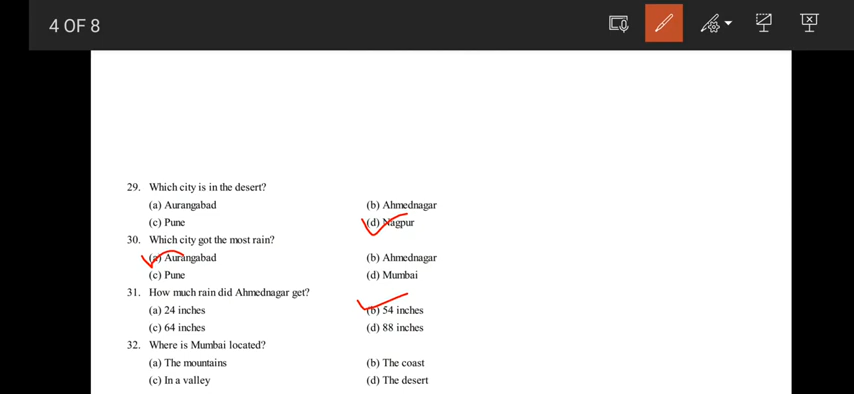 4 OF 8
29. Which city is in the desert?
(a) Aurangabad (b) Ahmednagar
(c) Pune (d) Nagpur
30. Which city got the most rain?
(a) Aurangabad (b) Ahmednagar
(c) Pune (d) Mumbai
31. How much rain did Ahmednagar get?
(a) 24 inches (b) 54 inches
(c) 64 inches (d) 88 inches
32. Where is Mumbai located?
(a) The mountains (b) The coast
(c) In a valley (d) The desert